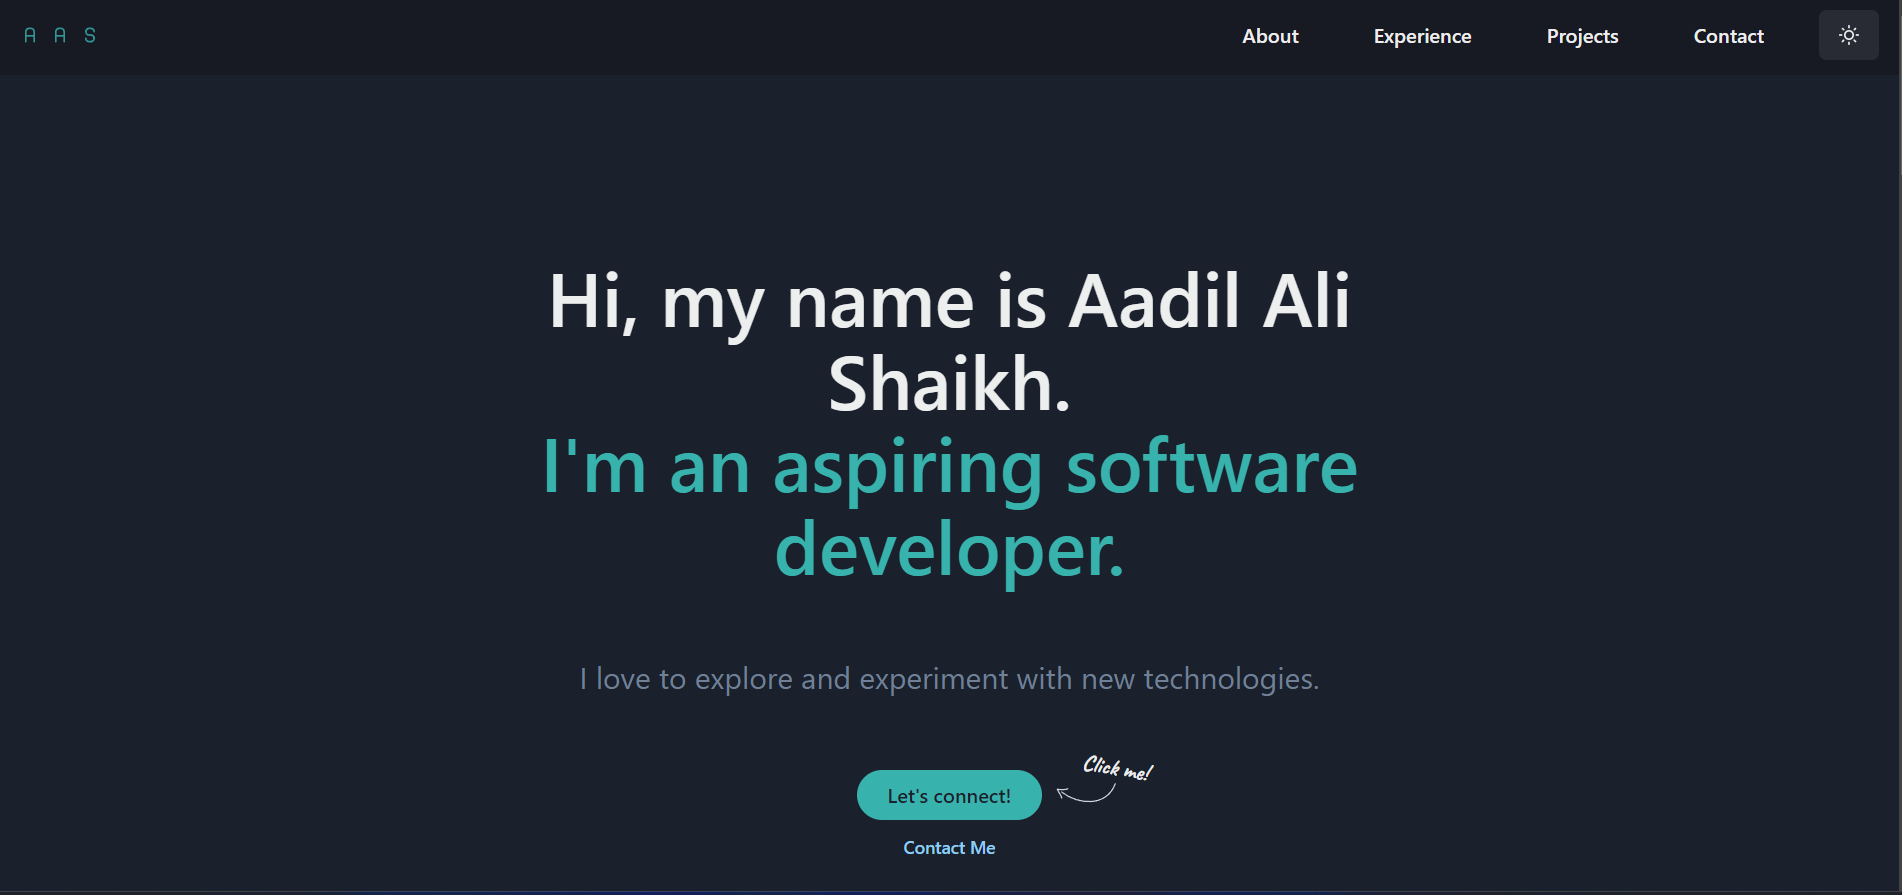 A A S
About Experience Projects Contact
Hi, my name is Aadil Ali
Shaikh.
I'm an aspiring software
developer.
I love to explore and experiment with new technologies.
Click me!
Let's connect!
Contact Me